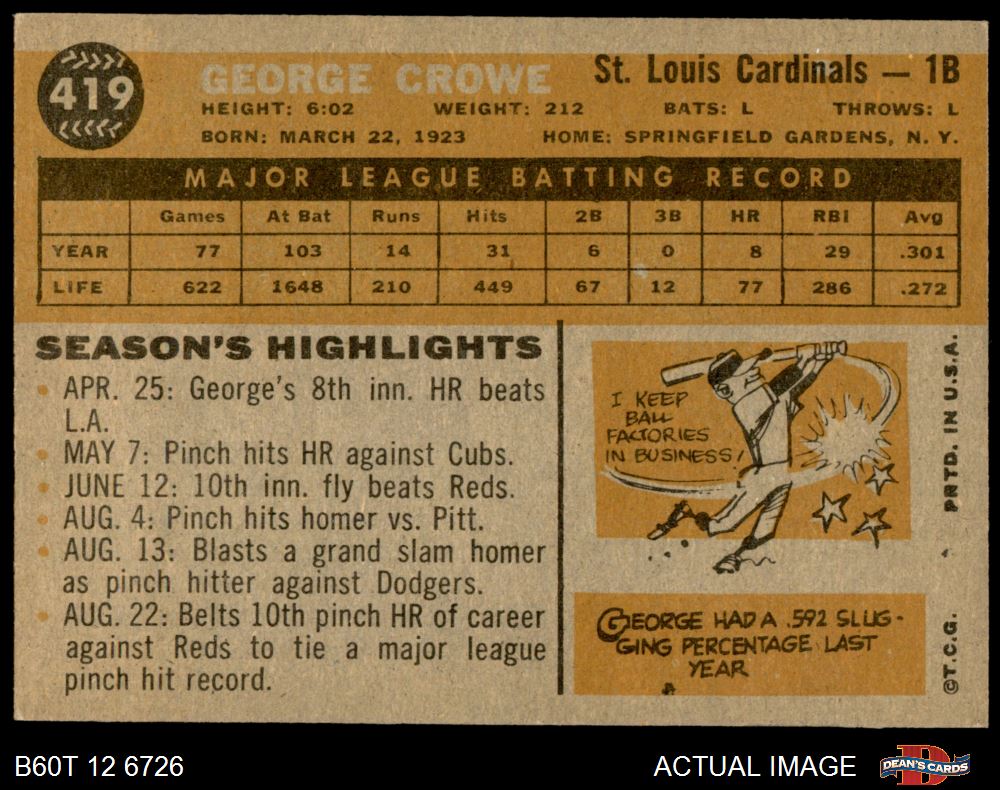 419
GEORGE CROWE
St. Louis Cardinals — 1B
HEIGHT: 6:02 WEIGHT: 212 BATS: L THROWS: L
BORN: MARCH 22, 1923 HOME: SPRINGFIELD GARDENS, N. Y.
MAJOR LEAGUE BATTING RECORD
Games At Bat Runs Hits 2B 3B HR RBI Avg
YEAR 77 103 14 31 6 0 8 29 .301
LIFE 622 1648 210 449 67 12 77 286 .272
SEASON'S HIGHLIGHTS
• APR. 25: George's 8th inn. HR beats
L.A.
• MAY 7: Pinch hits HR against Cubs.
• JUNE 12: 10th inn. fly beats Reds.
• AUG. 4: Pinch hits homer vs. Pitt.
• AUG. 13: Blasts a grand slam homer
as pinch hitter against Dodgers.
• AUG. 22: Belts 10th pinch HR of career
against Reds to tie a major league
pinch hit record.
I KEEP
BALL
FACTORIES
IN BUSINESS!
GEORGE HAD A .592 SLUG-
GING PERCENTAGE LAST
YEAR
©T.C.G. PRTD. IN U.S.A.
B60T 12 6726
ACTUAL IMAGE
D
DEAN'S CARDS